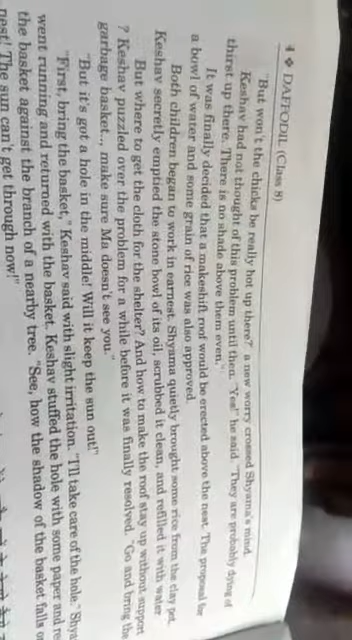 4 ❖ DAFFODIL (Class 8)
"But won't the chicks be really hot up there?" a new worry crossed Shyama's mind.
Keshav had not thought of this problem until then. "Yes!" he said. "They are probably dying of
thirst up there. There is no shade above them even."
It was finally decided that a makeshift roof would be erected above the nest. The proposal for
a bowl of water and some grain of rice was also approved.
Both children began to work in earnest. Shyama quietly brought some rice from the clay pot.
Keshav secretly emptied the stone bowl of its oil, scrubbed it clean, and refilled it with water.
But where to get the cloth for the shelter? And how to make the roof stay up without support
? Keshav puzzled over the problem for a while before it was finally resolved. "Go and bring the
garbage basket... make sure Ma doesn't see you."
"But it's got a hole in the middle! Will it keep the sun out!"
"First, bring the basket," Keshav said with slight irritation. "I'll take care of the hole." Shya
went running and returned with the basket. Keshav stuffed the hole with some paper and re
the basket against the branch of a nearby tree. "See, how the shadow of the basket falls o
nest! The sun can't get through now!"